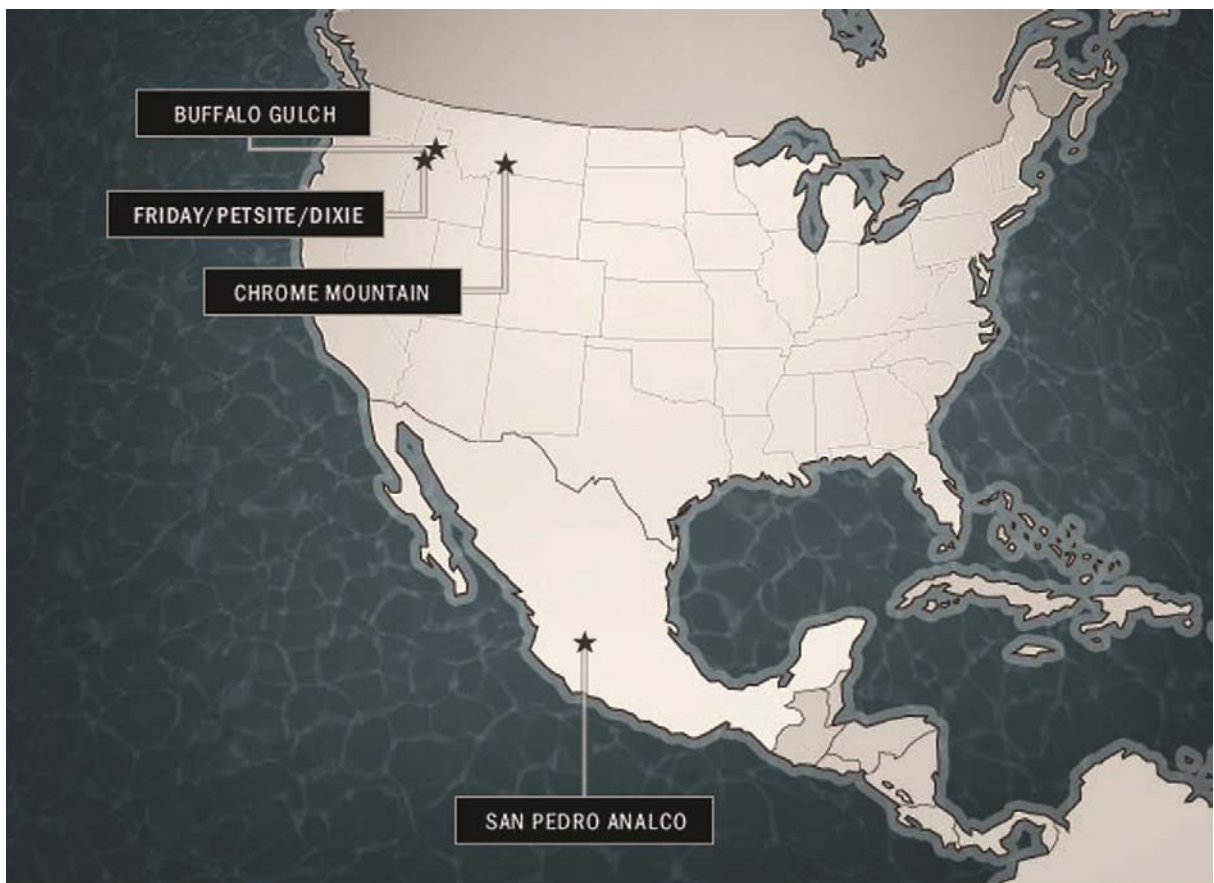 BUFFALO GULCH
FRIDAY/PETSITE/DIXIE
CHROME MOUNTAIN
SAN PEDRO ANALCO